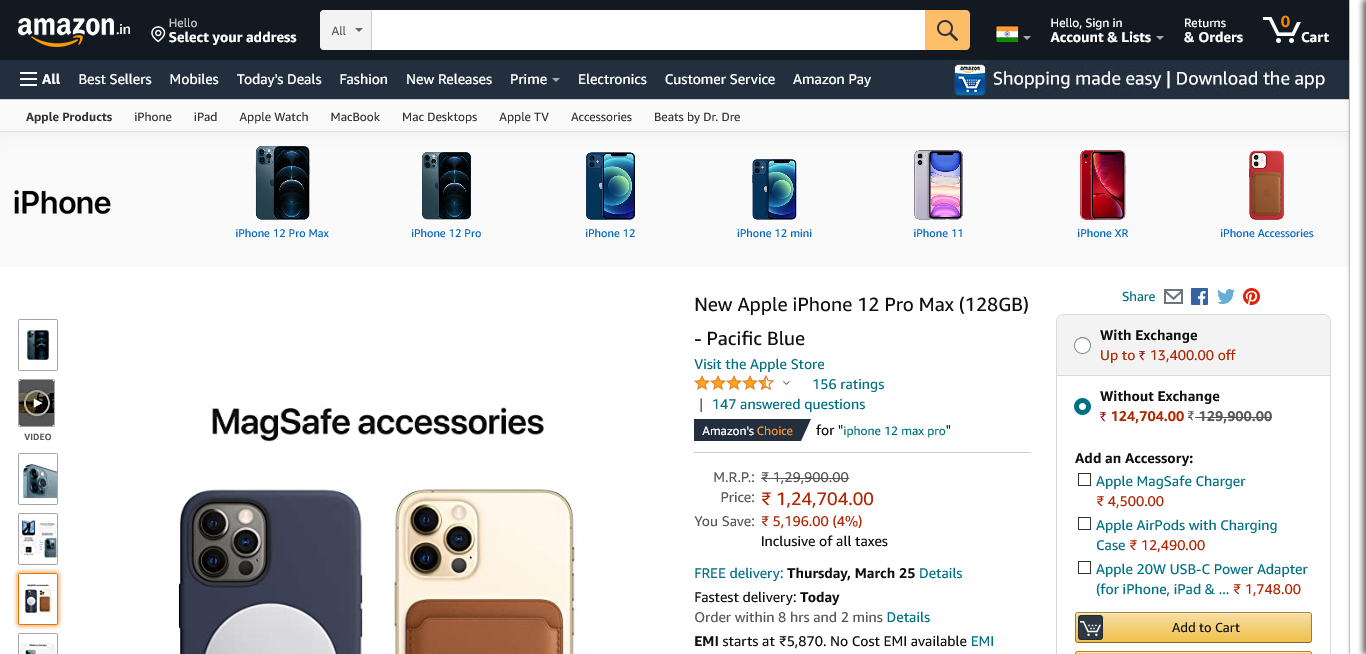 amazon.in
Hello
Select your address
All
Hello, Sign in
Account & Lists
Returns
& Orders
0
Cart
All
Best Sellers
Mobiles
Today's Deals
Fashion
New Releases
Prime
Electronics
Customer Service
Amazon Pay
amazon
Shopping made easy | Download the app
Apple Products
iPhone
iPad
Apple Watch
MacBook
Mac Desktops
Apple TV
Accessories
Beats by Dr. Dre
iPhone
iPhone 12 Pro Max
iPhone 12 Pro
iPhone 12
iPhone 12 mini
iPhone 11
iPhone XR
iPhone Accessories
VIDEO
MagSafe accessories
New Apple iPhone 12 Pro Max (128GB)
- Pacific Blue
Visit the Apple Store
156 ratings
| 147 answered questions
Amazon's Choice for "iphone 12 max pro"
M.R.P.: ₹ 1,29,900.00
Price: ₹ 1,24,704.00
You Save: ₹ 5,196.00 (4%)
Inclusive of all taxes
FREE delivery: Thursday, March 25 Details
Fastest delivery: Today
Order within 8 hrs and 2 mins Details
EMI starts at ₹5,870. No Cost EMI available EMI
Share
With Exchange
Up to ₹ 13,400.00 off
Without Exchange
₹ 124,704.00 ₹ 129,900.00
Add an Accessory:
Apple MagSafe Charger
₹ 4,500.00
Apple AirPods with Charging
Case ₹ 12,490.00
Apple 20W USB-C Power Adapter
(for iPhone, iPad & ... ₹ 1,748.00
Add to Cart